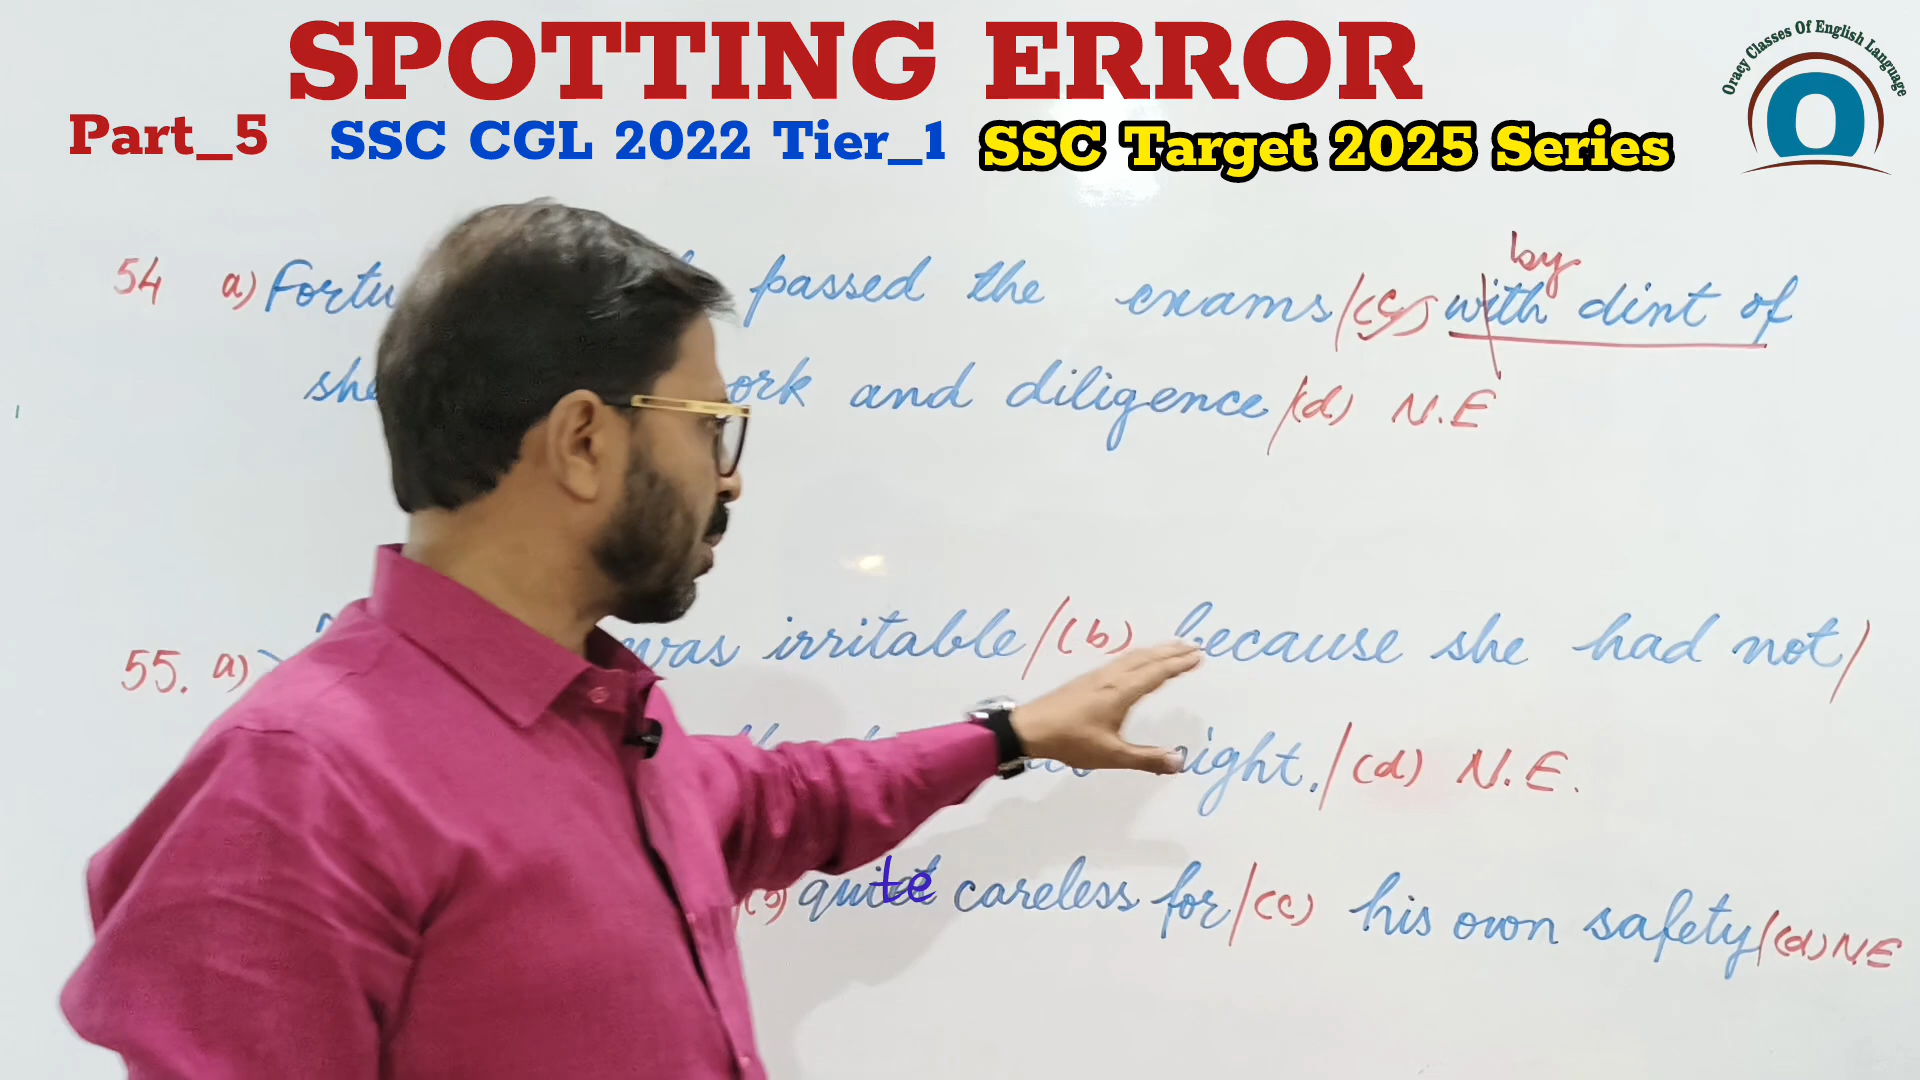 SPOTTING ERROR
Oracy Classes Of English Language
O
Part_5 SSC CGL 2022 Tier_1 SSC Target 2025 Series
by
54 a) Fortu passed the exams/(c) with dint of
she ork and diligence/(d) N.E
55. a) was irritable/(b) because she had not/
night./(d) N.E.
(b) quite careless for/(c) his own safety/(d) N.E